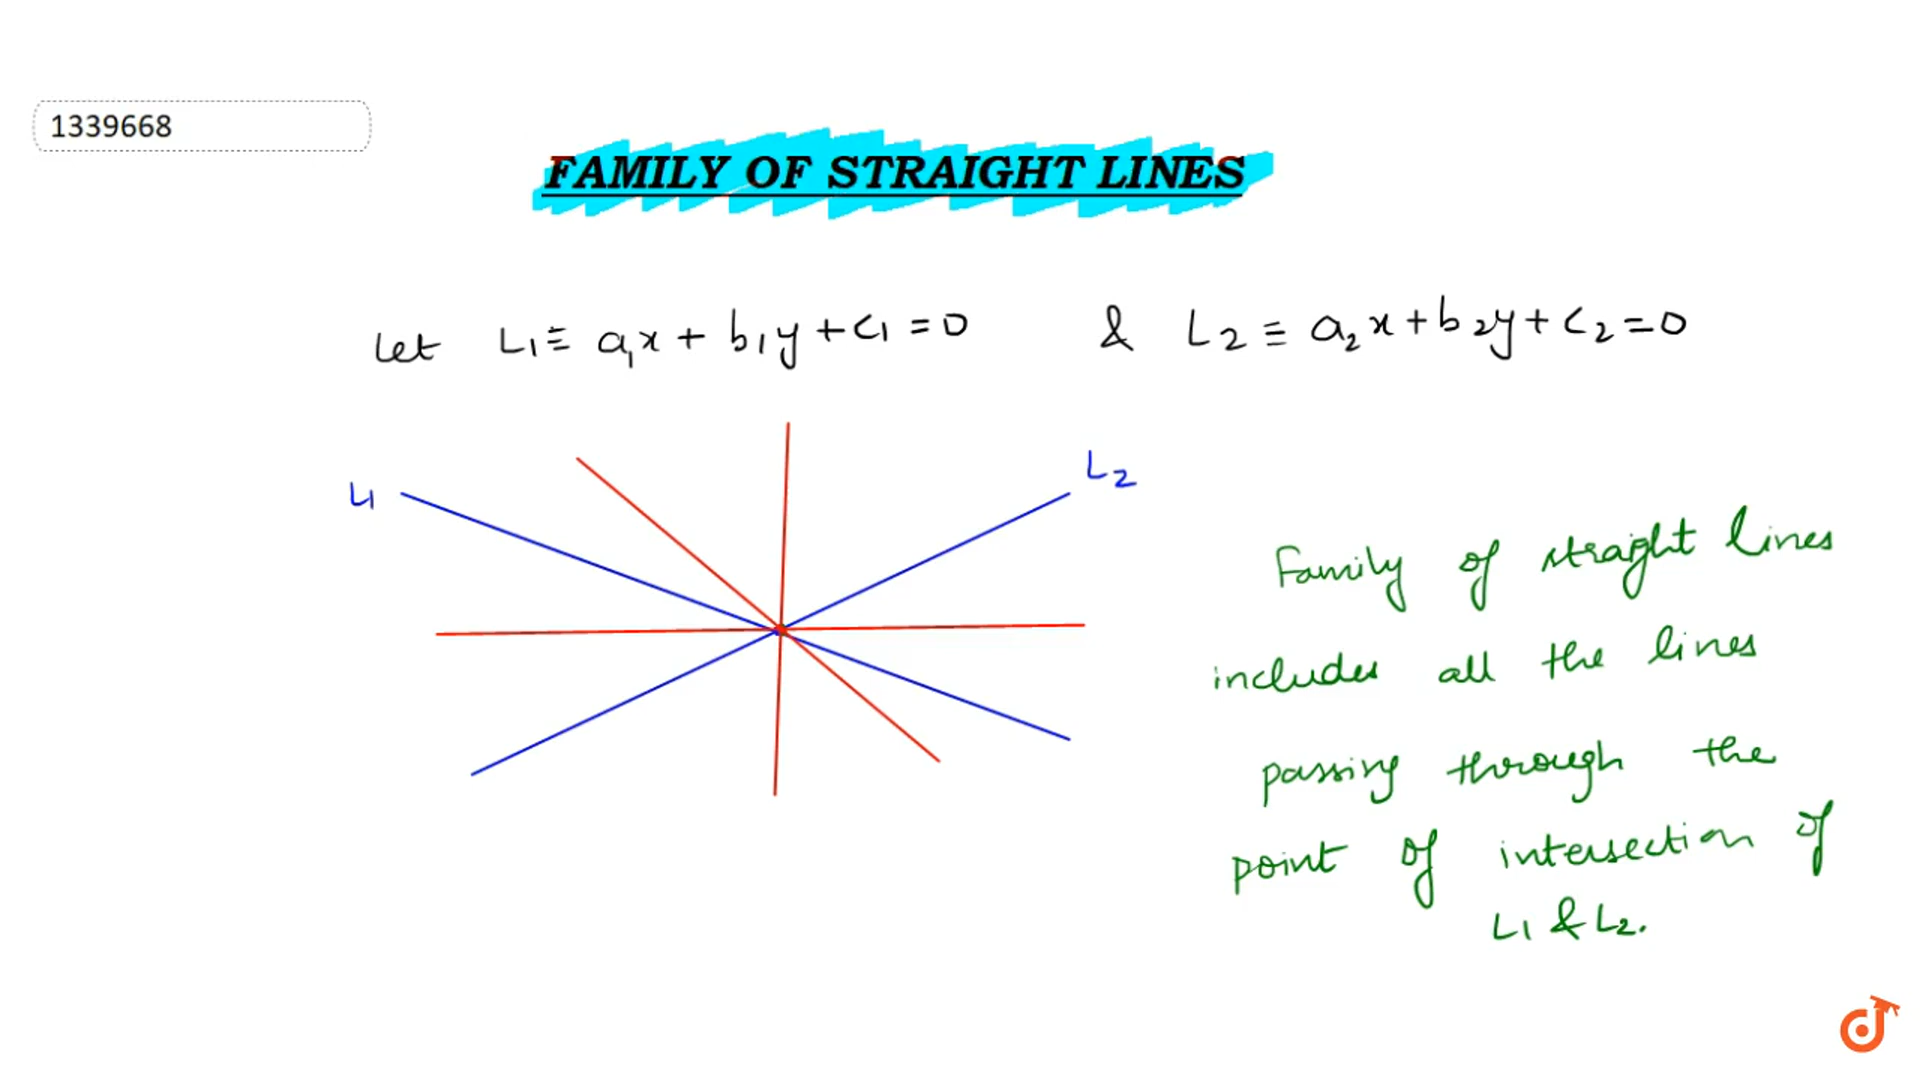 1339668
FAMILY OF STRAIGHT LINES
Let L₁ ≡ a₁x + b₁y + c₁ = 0 & L₂ ≡ a₂x + b₂y + c₂ = 0
L₁
L₂
Family of straight lines
includes all the lines
passing through the
point of intersection of
L₁ & L₂.